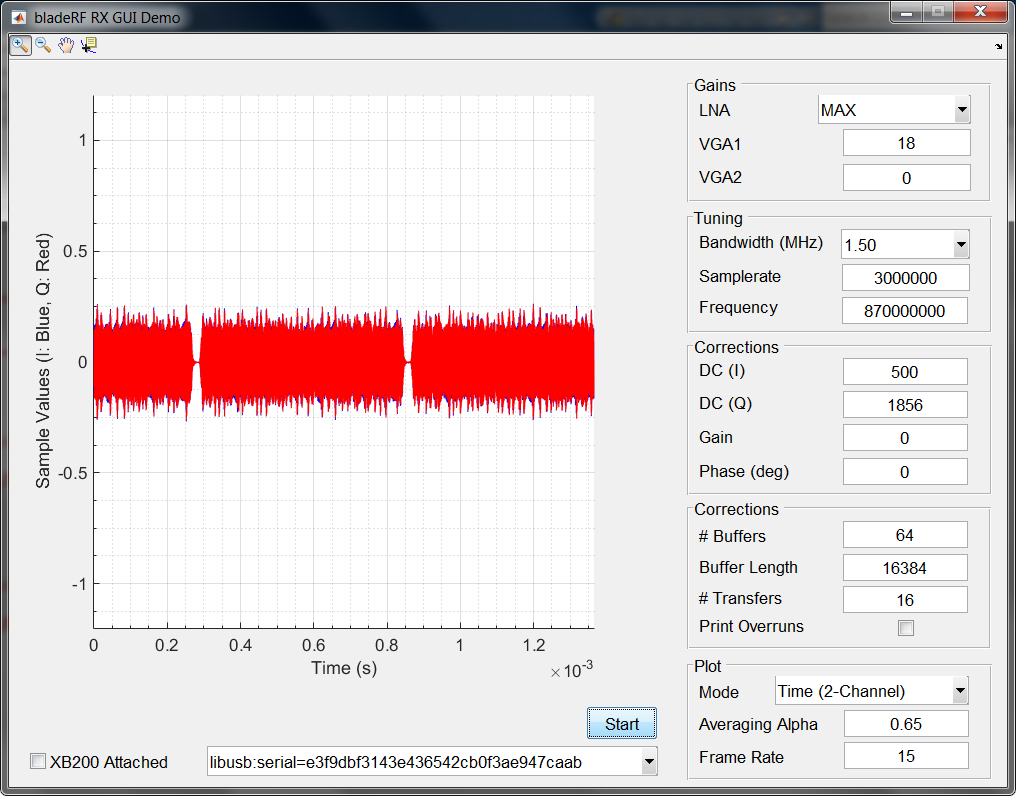 bladeRF RX GUI Demo
Sample Values (I: Blue, Q: Red)
1
0.5
0
-0.5
-1
0 0.2 0.4 0.6 0.8 1 1.2
Time (s)
×10-3
Gains
LNA MAX
VGA1 18
VGA2 0
Tuning
Bandwidth (MHz) 1.50
Samplerate 3000000
Frequency 870000000
Corrections
DC (I) 500
DC (Q) 1856
Gain 0
Phase (deg) 0
Corrections
# Buffers 64
Buffer Length 16384
# Transfers 16
Print Overruns
Plot
Mode Time (2-Channel)
Averaging Alpha 0.65
Frame Rate 15
Start
XB200 Attached libusb:serial=e3f9dbf3143e436542cb0f3ae947caab